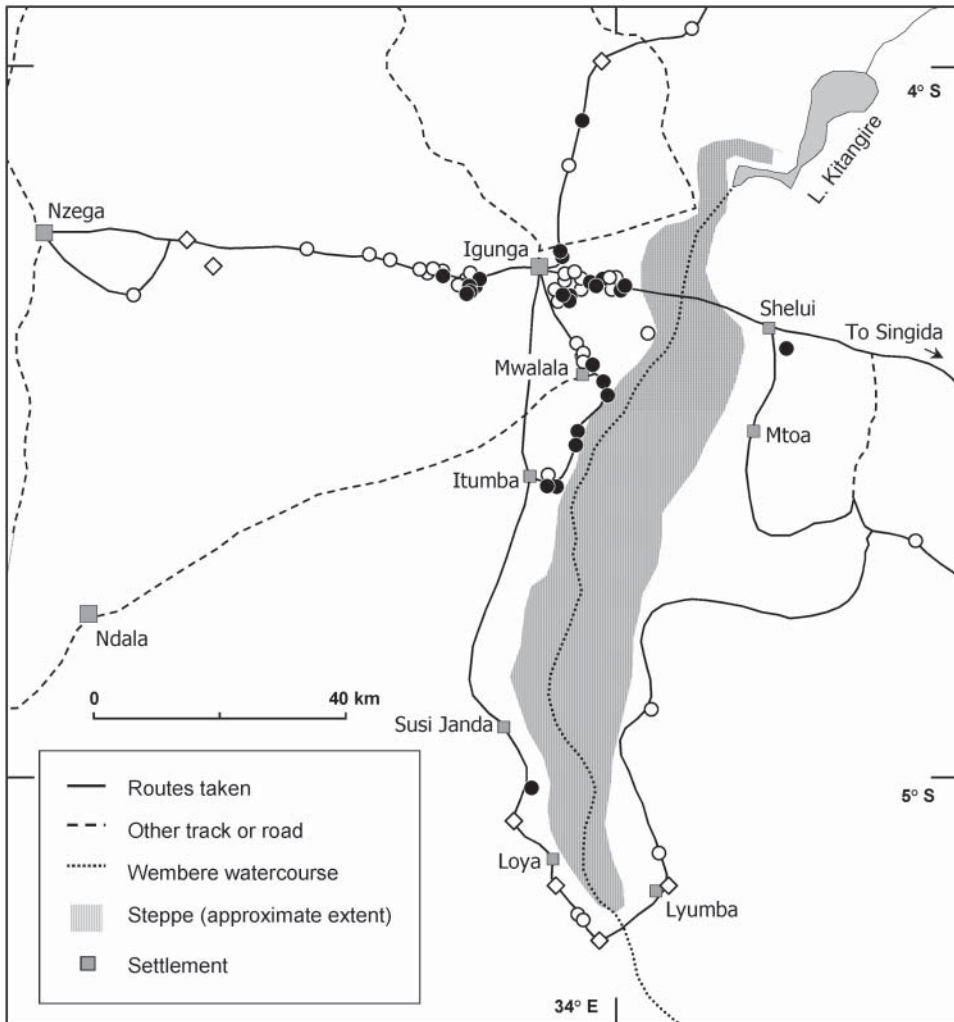 4° S
L. Kitangire
Nzega
Igunga
Shelui
To Singida
Mwalala
Mtoa
Itumba
Ndala
0 40 km
Susi Janda
Routes taken
5° S
Other track or road
Loya
Wembere watercourse
Lyumba
Steppe (approximate extent)
Settlement
34° E